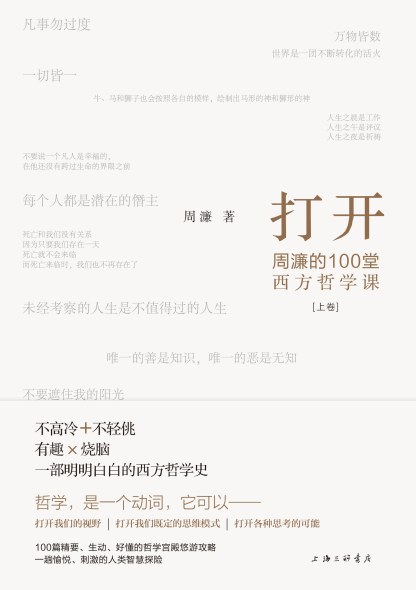 凡事勿过度
万物皆数
世界是一团不断转化的活火
一切皆一
牛、马和狮子也会按照各自的模样，绘制出马形的神和狮形的神
人生之晨是工作
人生之午是评议
人生之夜是祈祷
不要说一个凡人是幸福的，
在他还没有跨过生命的界限之前
每个人都是潜在的僭主
周濂 著
打开
周濂的100堂
西方哲学课
[上卷]
死亡和我们没有关系
因为只要我们存在一天
死亡就不会来临
而死亡来临时，我们也不再存在了
未经考察的人生是不值得过的人生
唯一的善是知识，唯一的恶是无知
不要遮住我的阳光
不高冷＋不轻佻
有趣×烧脑
一部明明白白的西方哲学史
哲学，是一个动词，它可以——
打开我们的视野｜打开我们既定的思维模式｜打开各种思考的可能
100篇精要、生动、好懂的哲学宫殿悠游攻略
一趟愉悦、刺激的人类智慧探险
上海三联书店